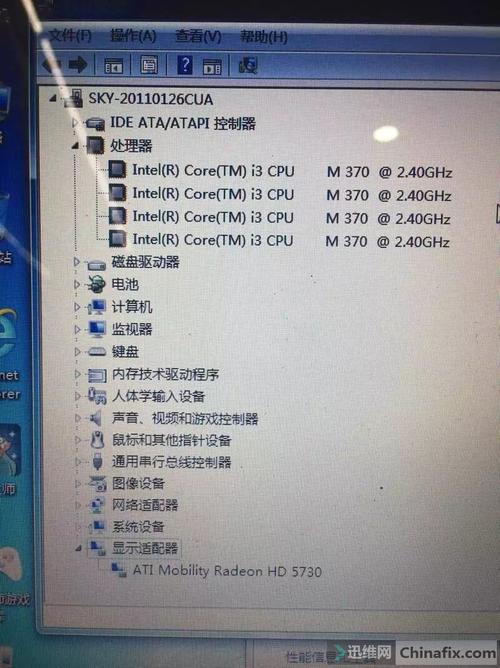 文件(F) 操作(A) 查看(V) 帮助(H)
SKY-20110126CUA
IDE ATA/ATAPI 控制器
处理器
Intel(R) Core(TM) i3 CPU M 370 @ 2.40GHz
Intel(R) Core(TM) i3 CPU M 370 @ 2.40GHz
Intel(R) Core(TM) i3 CPU M 370 @ 2.40GHz
Intel(R) Core(TM) i3 CPU M 370 @ 2.40GHz
磁盘驱动器
电池
计算机
监视器
键盘
内存技术驱动程序
人体学输入设备
声音、视频和游戏控制器
鼠标和其他指针设备
通用串行总线控制器
图像设备
网络适配器
系统设备
显示适配器
ATI Mobility Radeon HD 5730
性能信息
迅维网 Chinafix.com